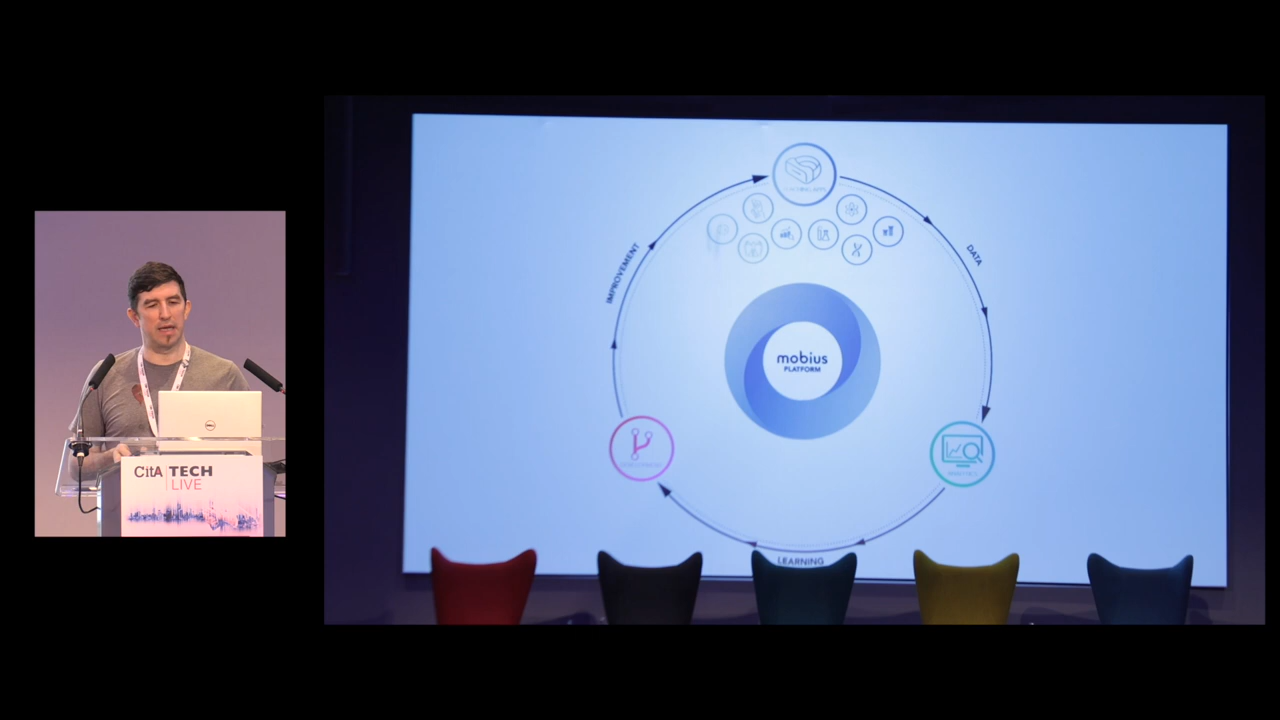 CitA TECH
LIVE
IMPROVEMENT
DATA
mobius
PLATFORM
LEARNING